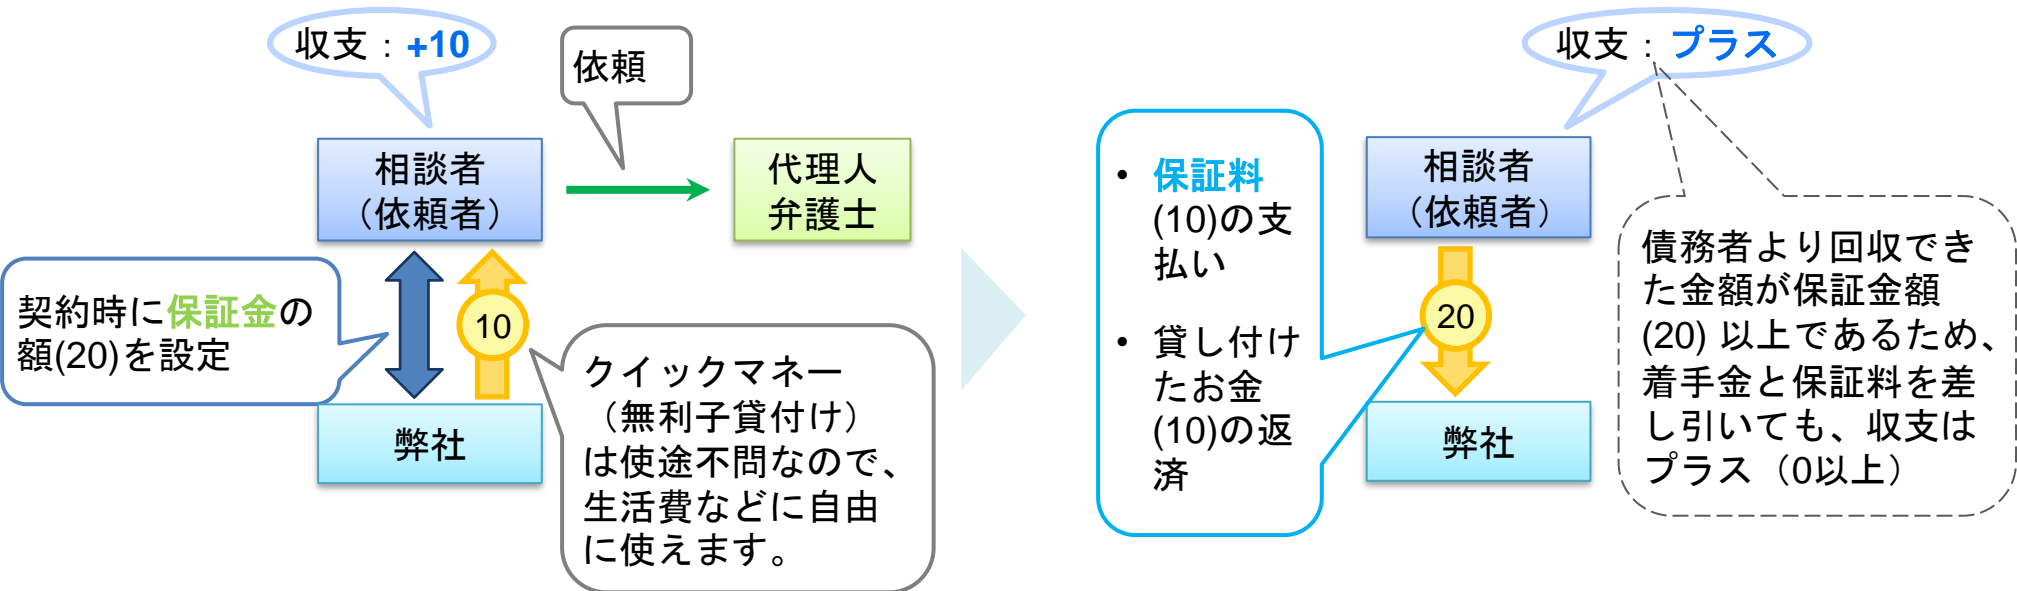 収支：+10
依頼
相談者
（依頼者）
代理人
弁護士
契約時に保証金の
額(20)を設定
10
弊社
クイックマネー
（無利子貸付け）
は使途不問なので、
生活費などに自由
に使えます。
収支：プラス
• 保証料
(10)の支
払い
• 貸し付け
たお金
(10)の返
済
相談者
（依頼者）
20
弊社
債務者より回収でき
た金額が保証金額
(20) 以上であるため、
着手金と保証料を差
し引いても、収支は
プラス（0以上）